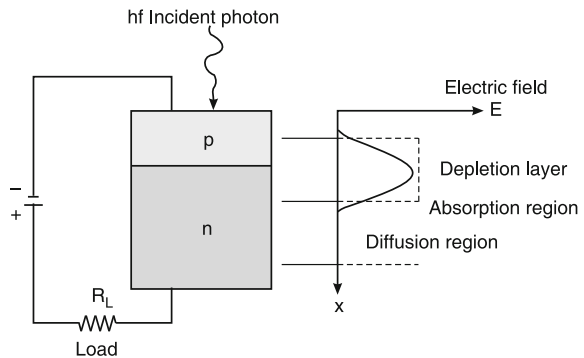 hf Incident photon
Electric field
E
p
Depletion layer
Absorption region
n
Diffusion region
x
–
+
R_L
Load